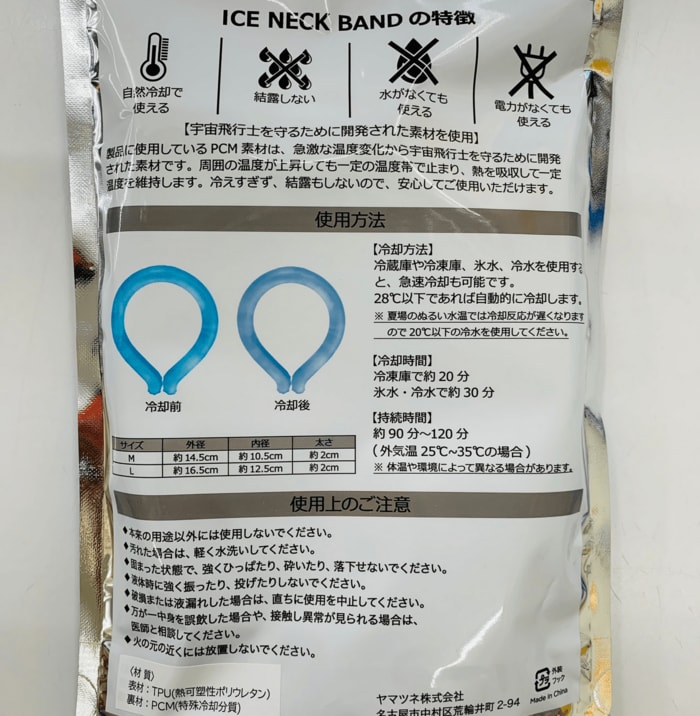 ICE NECK BAND の特徴
自然冷却で
使える
結露しない
水がなくても
使える
電力がなくても
使える
【宇宙飛行士を守るために開発された素材を使用】
製品に使用しているPCM素材は、急激な温度変化から宇宙飛行士を守るために開発
された素材です。周囲の温度が上昇しても一定の温度帯で止まり、熱を吸収して一定
温度を維持します。冷えすぎず、結露もしないので、安心してご使用いただけます。
使用方法
【冷却方法】
冷蔵庫や冷凍庫、氷水、冷水を使用する
と、急速冷却も可能です。
28℃以下であれば自動的に冷却します。
※ 夏場のぬるい水温では冷却反応が遅くなります
ので20℃以下の冷水を使用してください。
冷却前
冷却後
【冷却時間】
冷凍庫で約20分
氷水・冷水で約30分
【持続時間】
約90分〜120分
(外気温25℃~35℃の場合)
※ 体温や環境によって異なる場合があります。
サイズ 外径 内径 太さ
M 約14.5cm 約10.5cm 約2cm
L 約16.5cm 約12.5cm 約2cm
使用上のご注意
◆本来の用途以外には使用しないでください。
◆汚れた場合は、軽く水洗いしてください。
◆固まった状態で、強くひっぱたり、砕いたり、落下せないでください。
◆液体時に強く振ったり、投げたりしないでください。
◆破損または液漏れした場合は、直ちに使用を中止してください。
◆万が一中身を誤飲した場合や、接触し異常が見られる場合は、
医師と相談してください。
◆火の元の近くには放置しないでください。
〈材質〉
表材:TPU(熱可塑性ポリウレタン)
裏材:PCM(特殊冷却分質)
プラ
外装
フック
Made in China
ヤマツネ株式会社
名古屋市中村区荒輪井町2-94